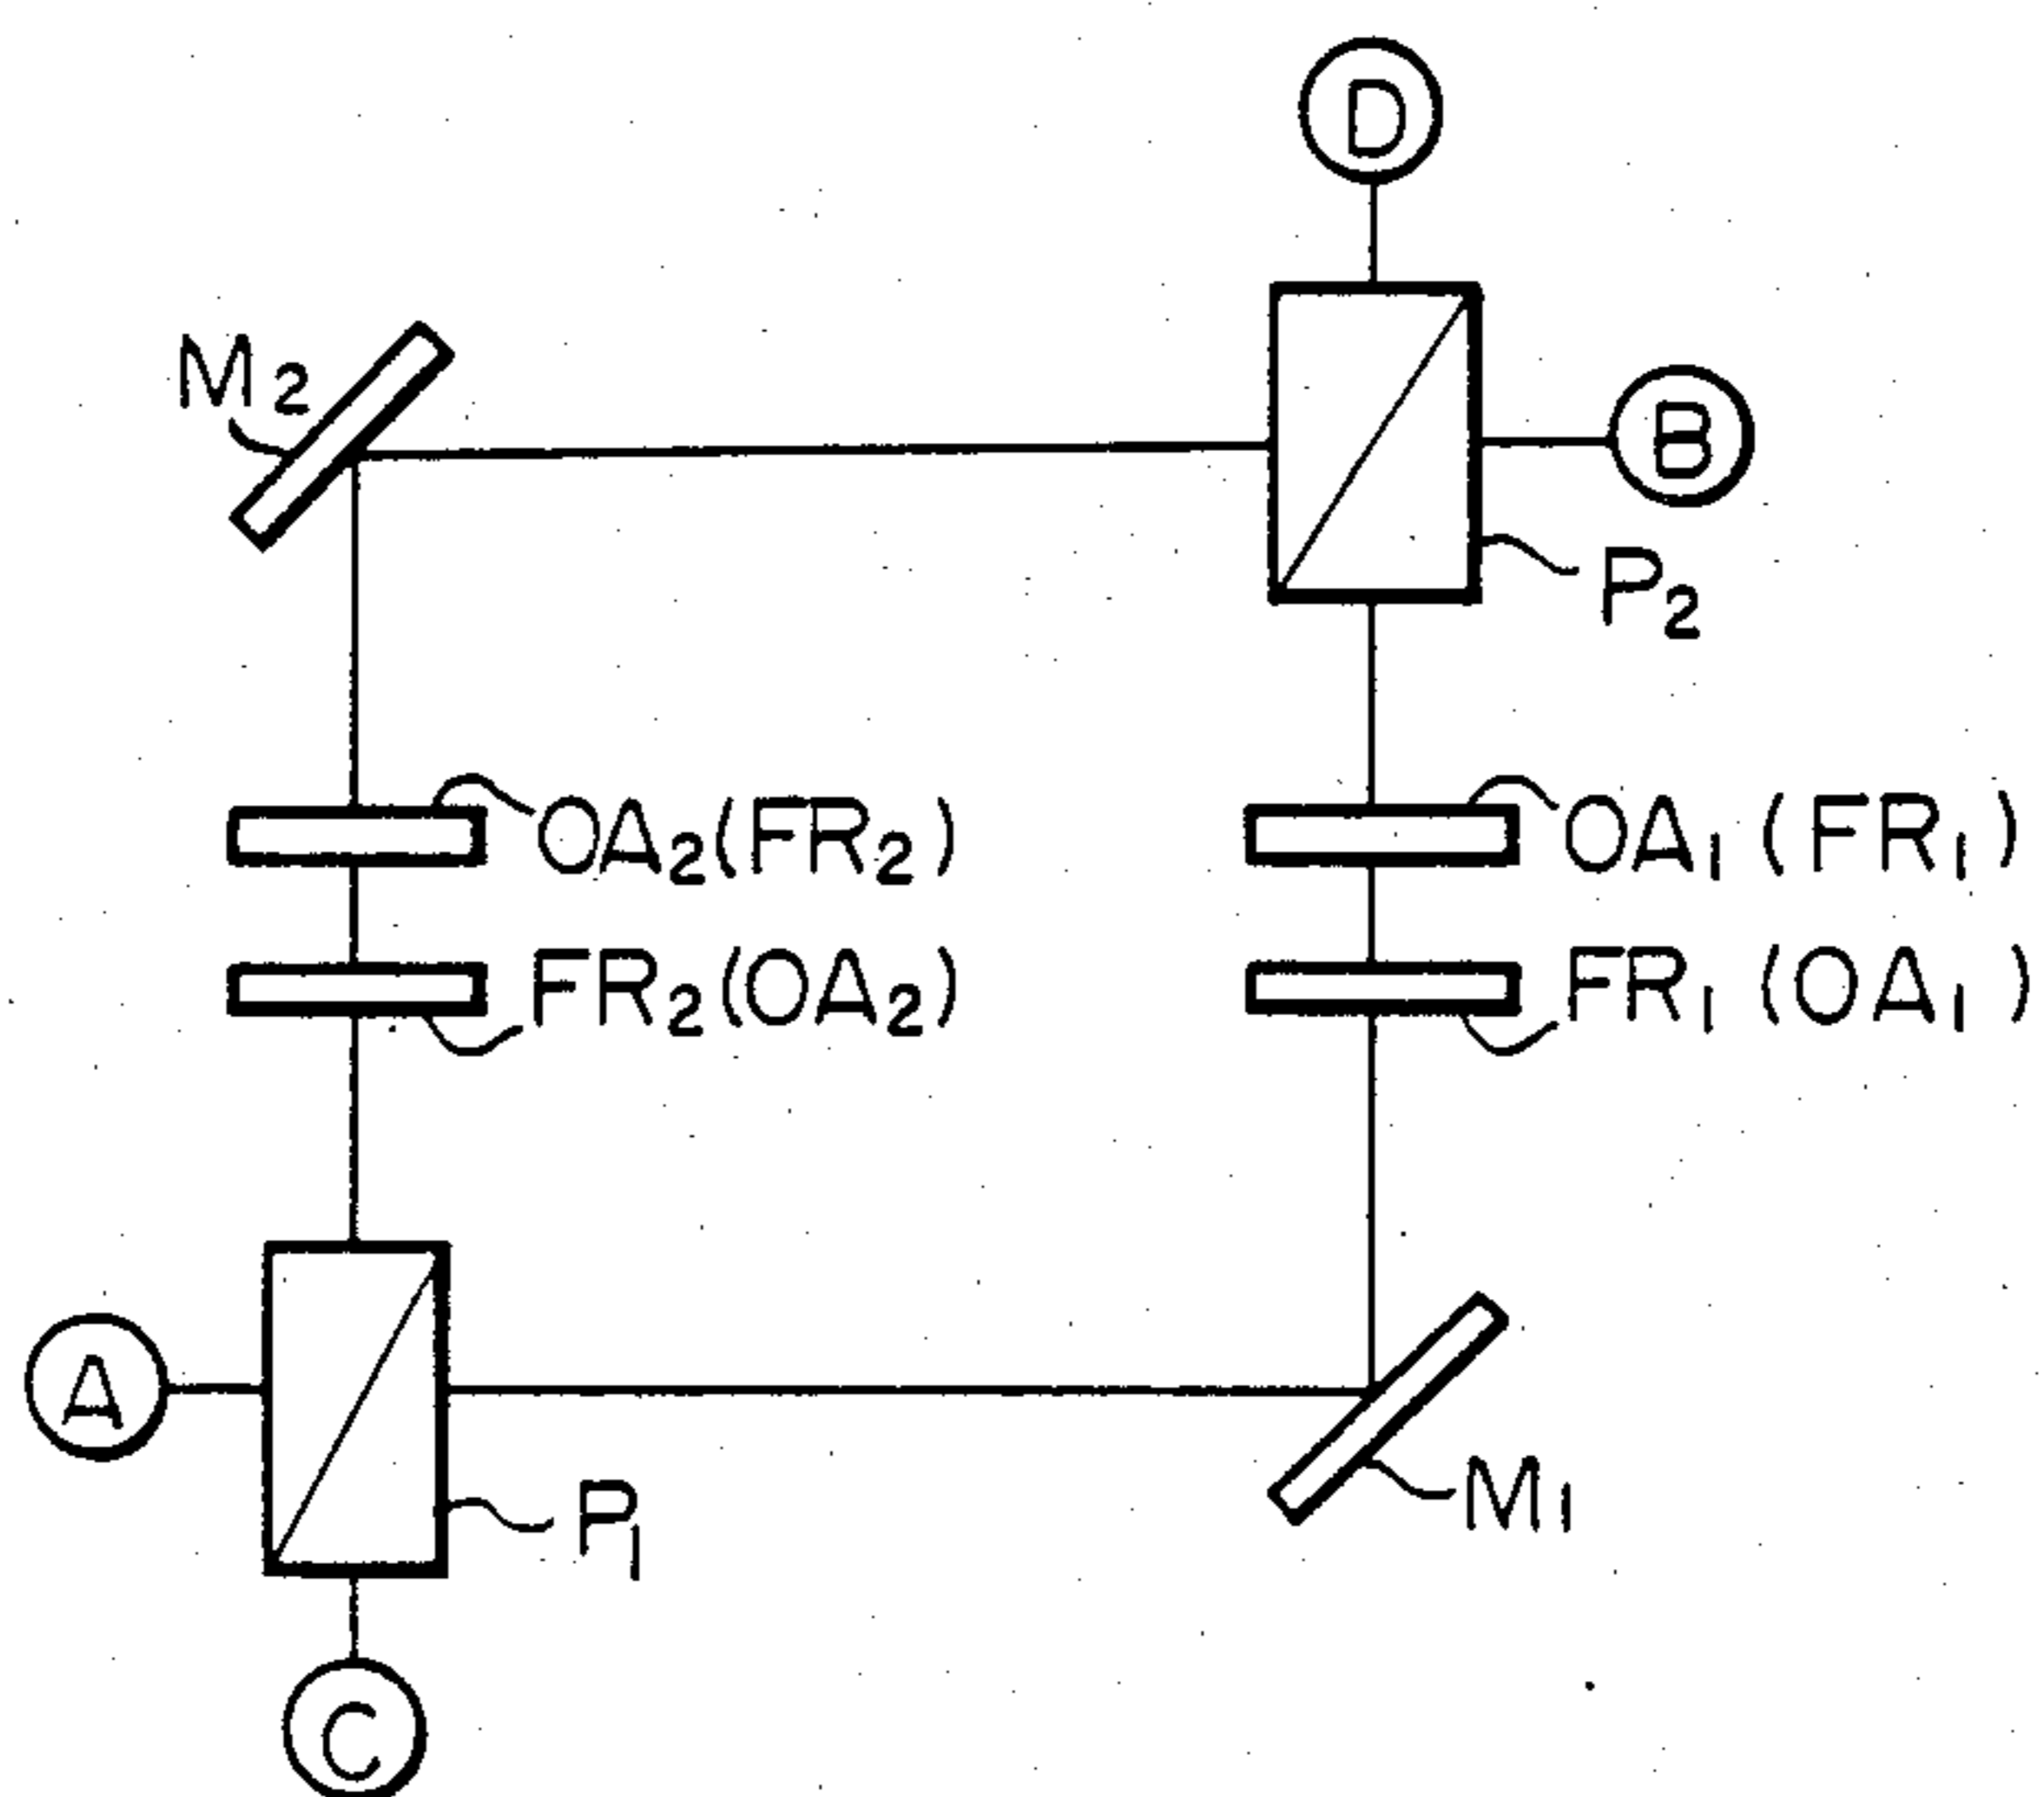 D
M₂
B
P₂
OA₂(FR₂)
OA₁(FR₁)
FR₂(OA₂)
FR₁(OA₁)
A
P₁
M₁
C